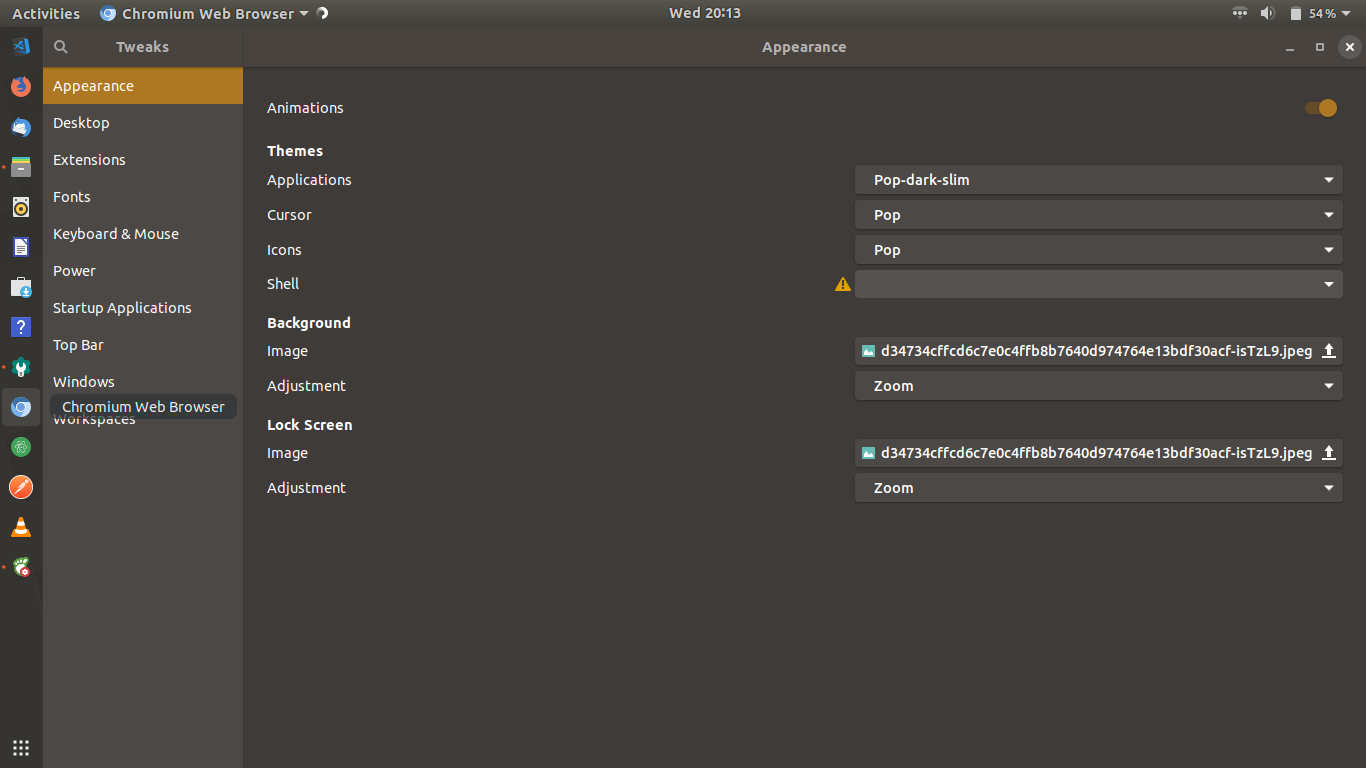 Activities Chromium Web Browser Wed 20:13 54%
Tweaks Appearance
Appearance
Desktop
Extensions
Fonts
Keyboard & Mouse
Power
Startup Applications
Top Bar
Windows
Chromium Web Browser
Workspaces
Animations
Themes
Applications Pop-dark-slim
Cursor Pop
Icons Pop
Shell
Background
Image d34734cffcd6c7e0c4ffb8b7640d974764e13bdf30acf-isTzL9.jpeg
Adjustment Zoom
Lock Screen
Image d34734cffcd6c7e0c4ffb8b7640d974764e13bdf30acf-isTzL9.jpeg
Adjustment Zoom